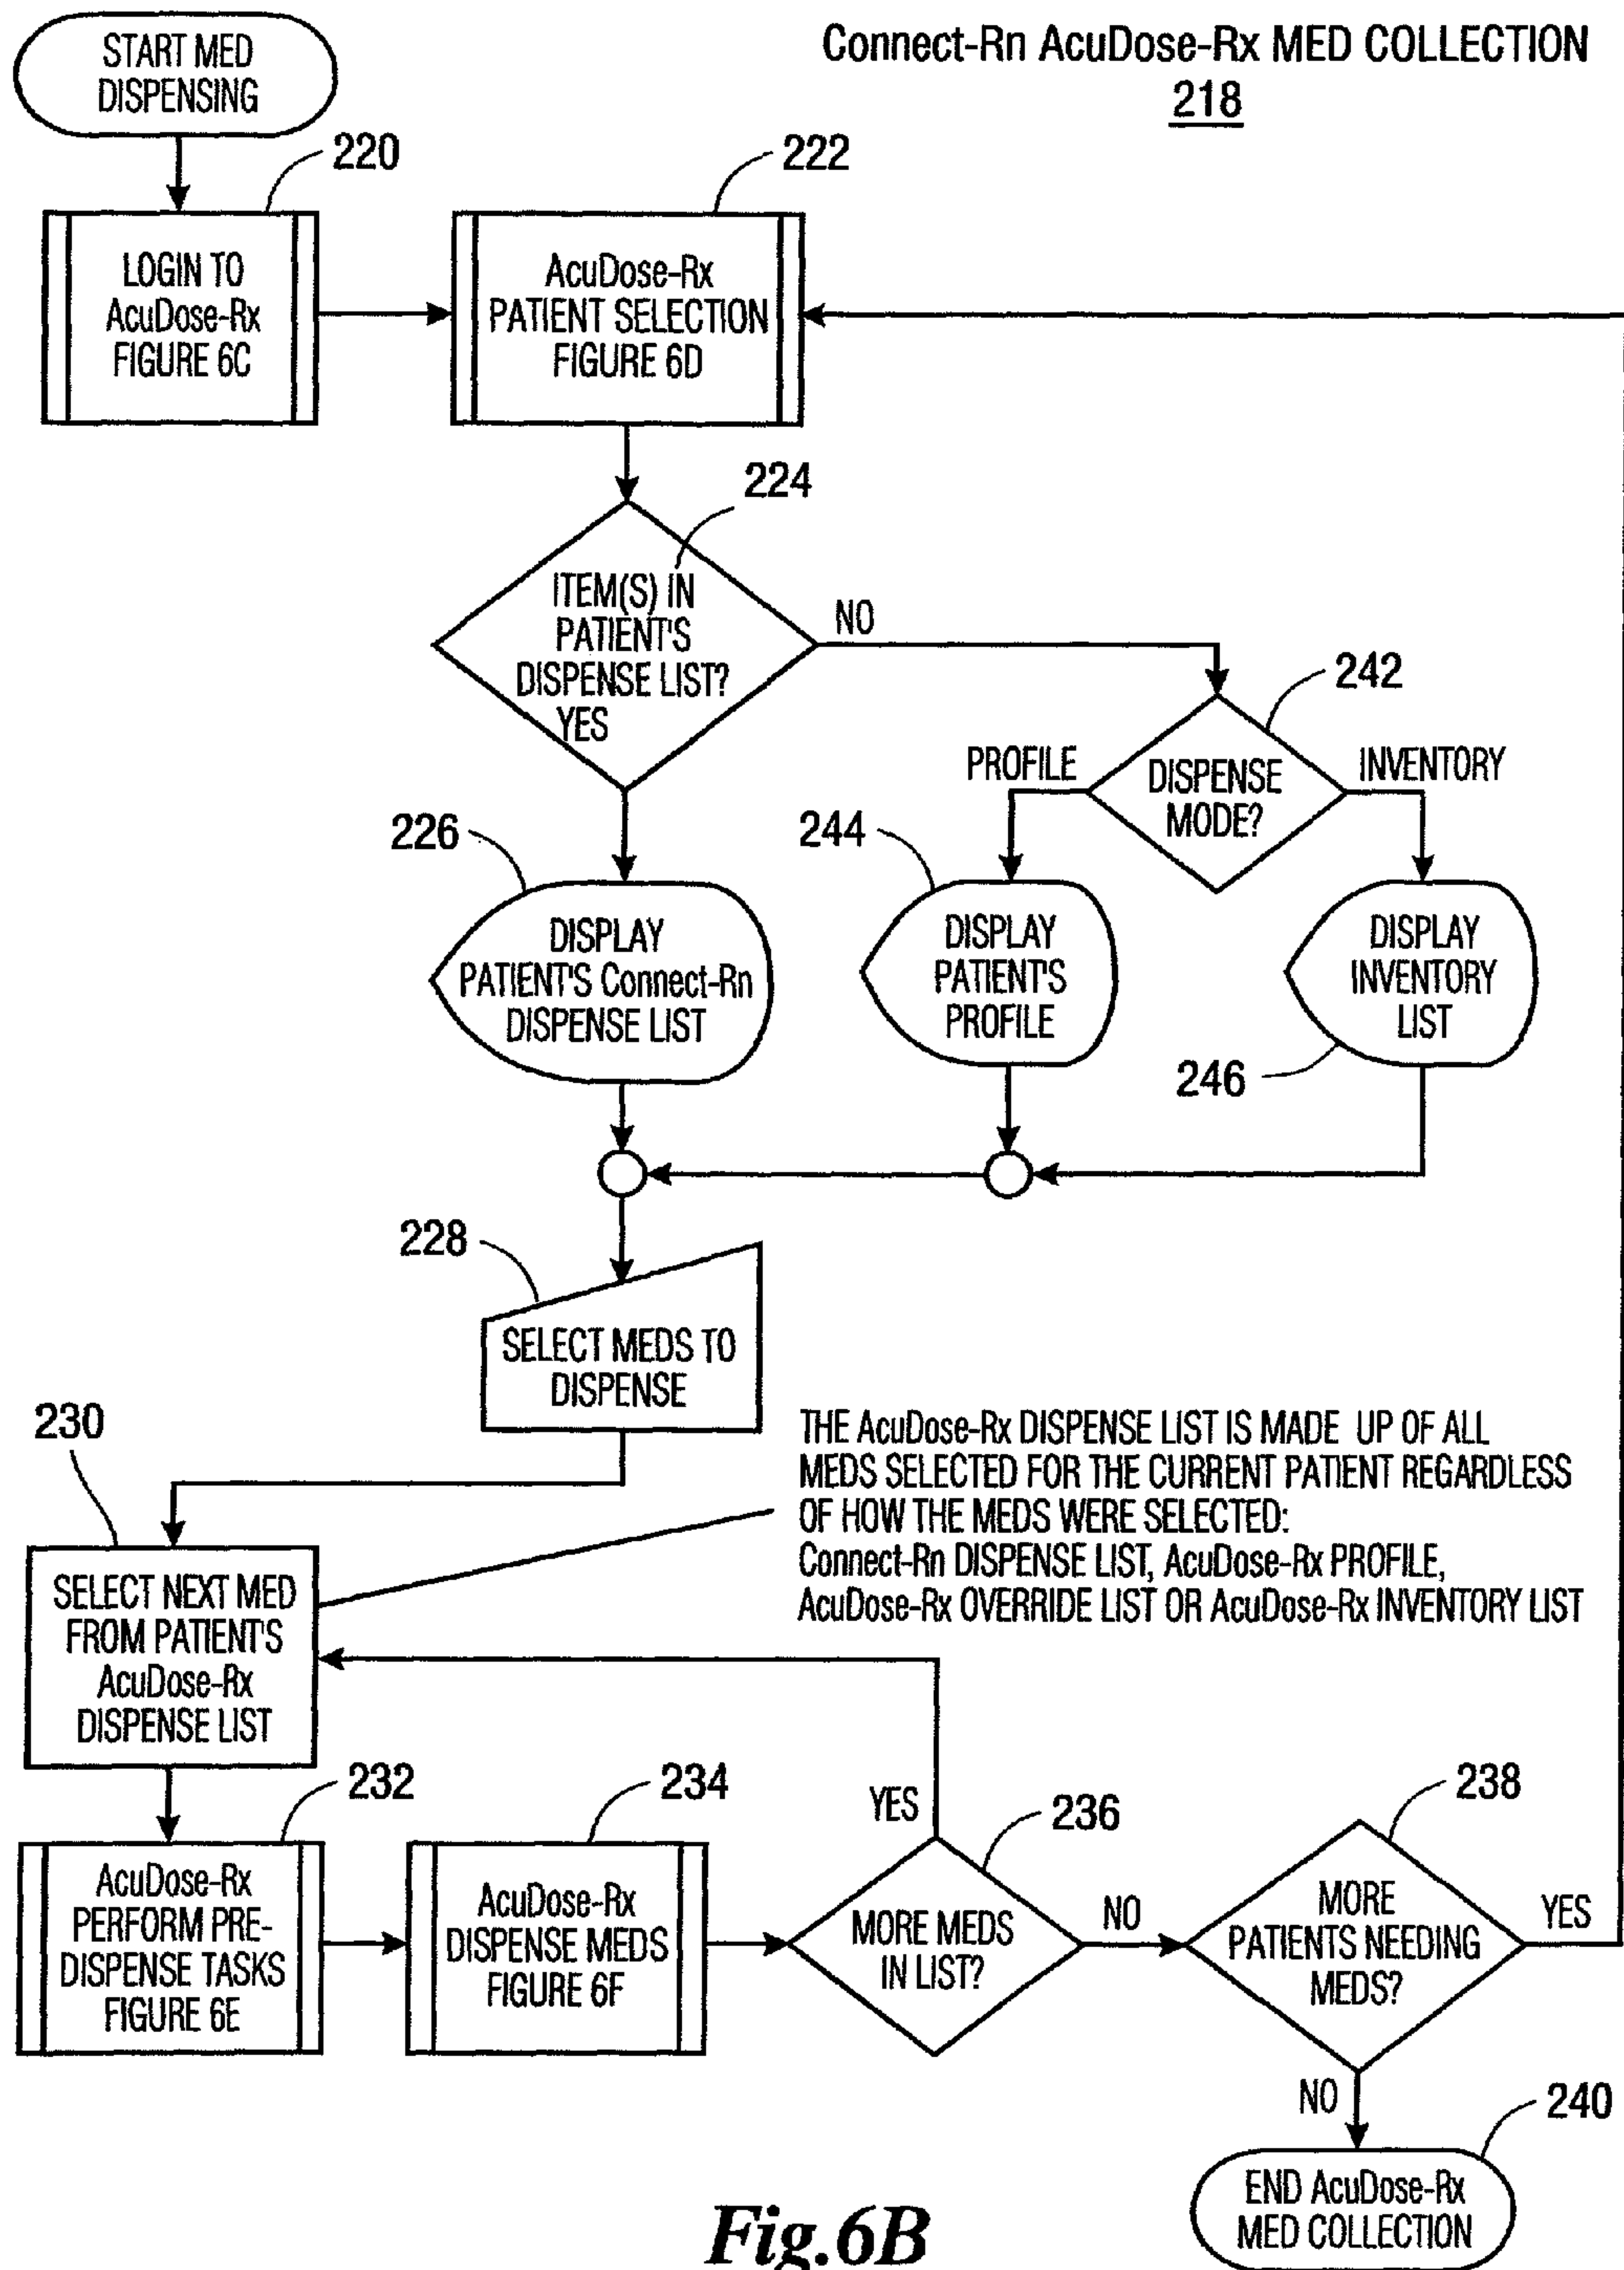 Connect-Rn AcuDose-Rx MED COLLECTION
218
START MED
DISPENSING
220
LOGIN TO
AcuDose-Rx
FIGURE 6C
222
AcuDose-Rx
PATIENT SELECTION
FIGURE 6D
224
ITEM(S) IN
PATIENT'S
DISPENSE LIST?
YES
NO
242
PROFILE
DISPENSE
MODE?
INVENTORY
226
DISPLAY
PATIENT'S Connect-Rn
DISPENSE LIST
244
DISPLAY
PATIENT'S
PROFILE
DISPLAY
INVENTORY
LIST
246
228
SELECT MEDS TO
DISPENSE
230
SELECT NEXT MED
FROM PATIENT'S
AcuDose-Rx
DISPENSE LIST
THE AcuDose-Rx DISPENSE LIST IS MADE UP OF ALL
MEDS SELECTED FOR THE CURRENT PATIENT REGARDLESS
OF HOW THE MEDS WERE SELECTED:
Connect-Rn DISPENSE LIST, AcuDose-Rx PROFILE,
AcuDose-Rx OVERRIDE LIST OR AcuDose-Rx INVENTORY LIST
232
AcuDose-Rx
PERFORM PRE-
DISPENSE TASKS
FIGURE 6E
234
AcuDose-Rx
DISPENSE MEDS
FIGURE 6F
YES
236
MORE MEDS
IN LIST?
NO
238
MORE
PATIENTS NEEDING
MEDS?
YES
NO
240
END AcuDose-Rx
MED COLLECTION
Fig.6B